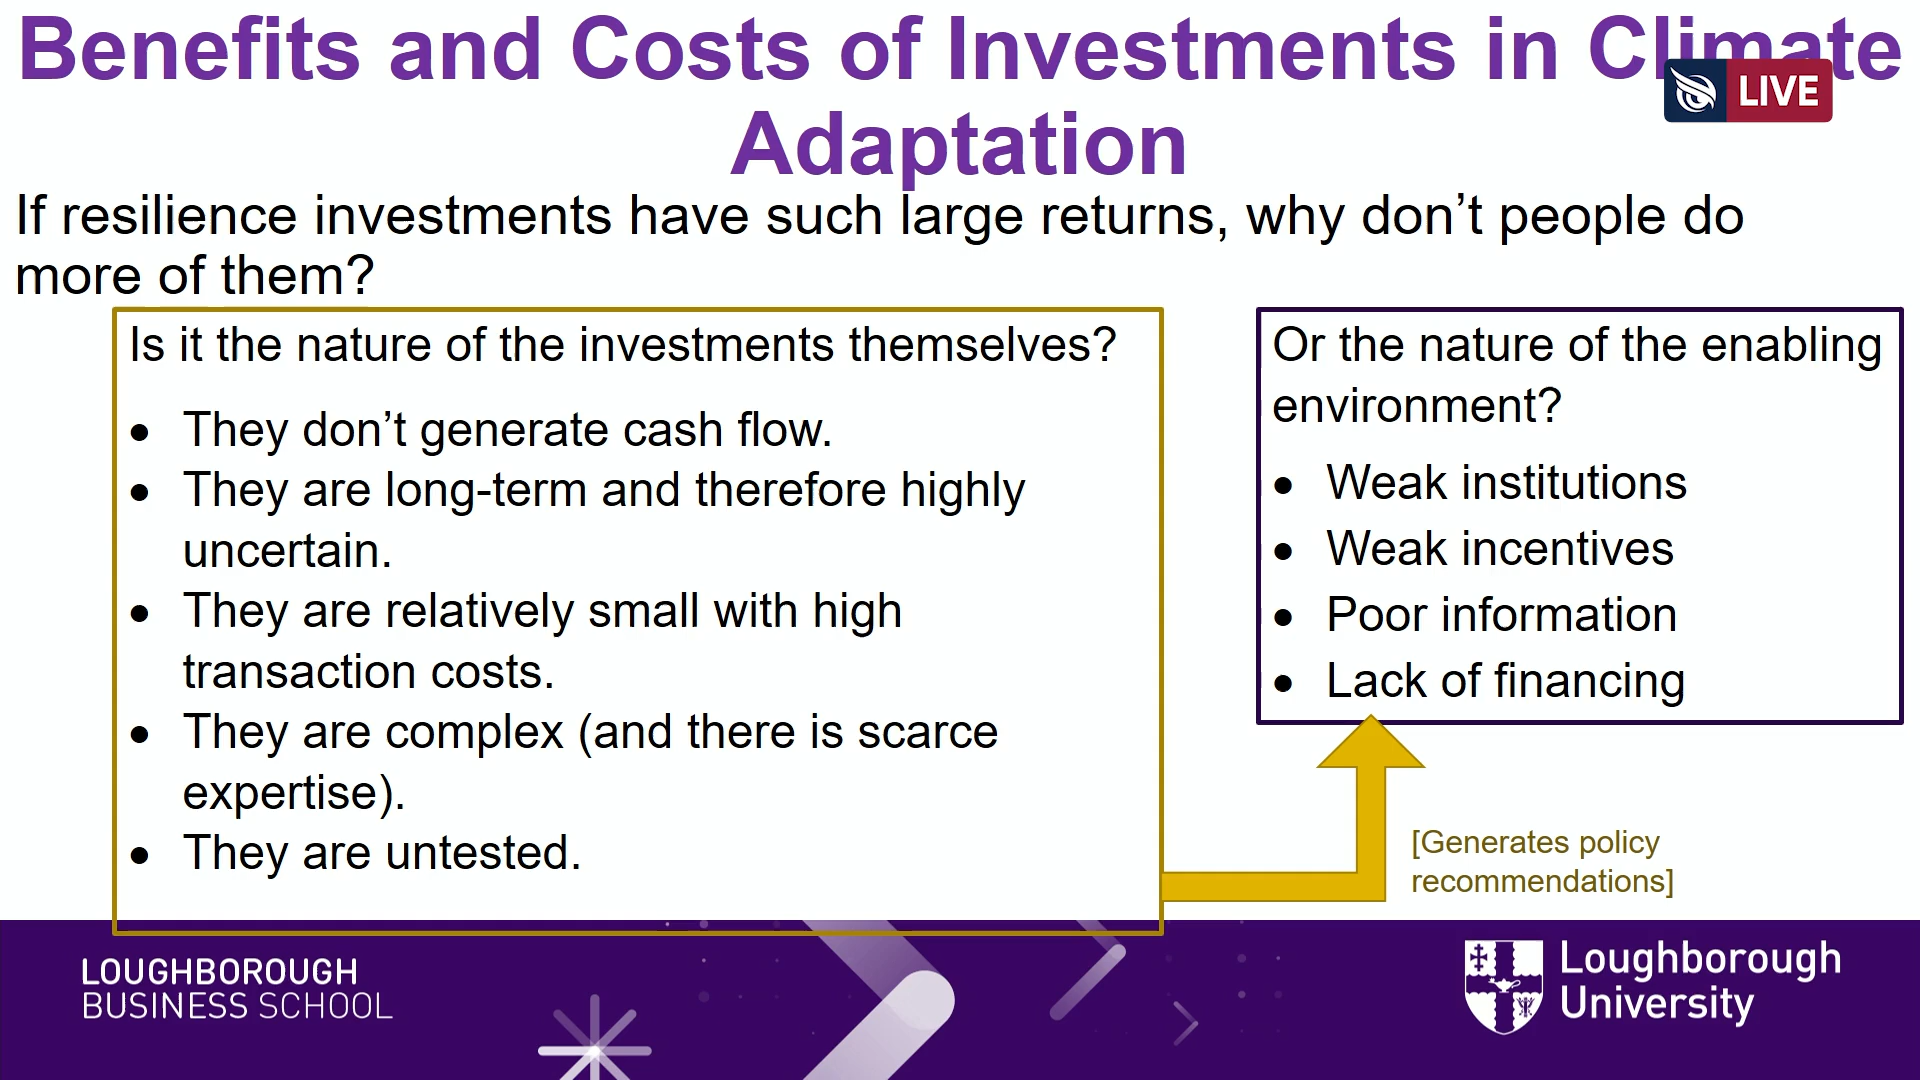 Benefits and Costs of Investments in Climate
Adaptation
LIVE
If resilience investments have such large returns, why don’t people do
more of them?
Is it the nature of the investments themselves?
• They don’t generate cash flow.
• They are long-term and therefore highly
uncertain.
• They are relatively small with high
transaction costs.
• They are complex (and there is scarce
expertise).
• They are untested.
Or the nature of the enabling
environment?
• Weak institutions
• Weak incentives
• Poor information
• Lack of financing
[Generates policy
recommendations]
LOUGHBOROUGH
BUSINESS SCHOOL
Loughborough
University